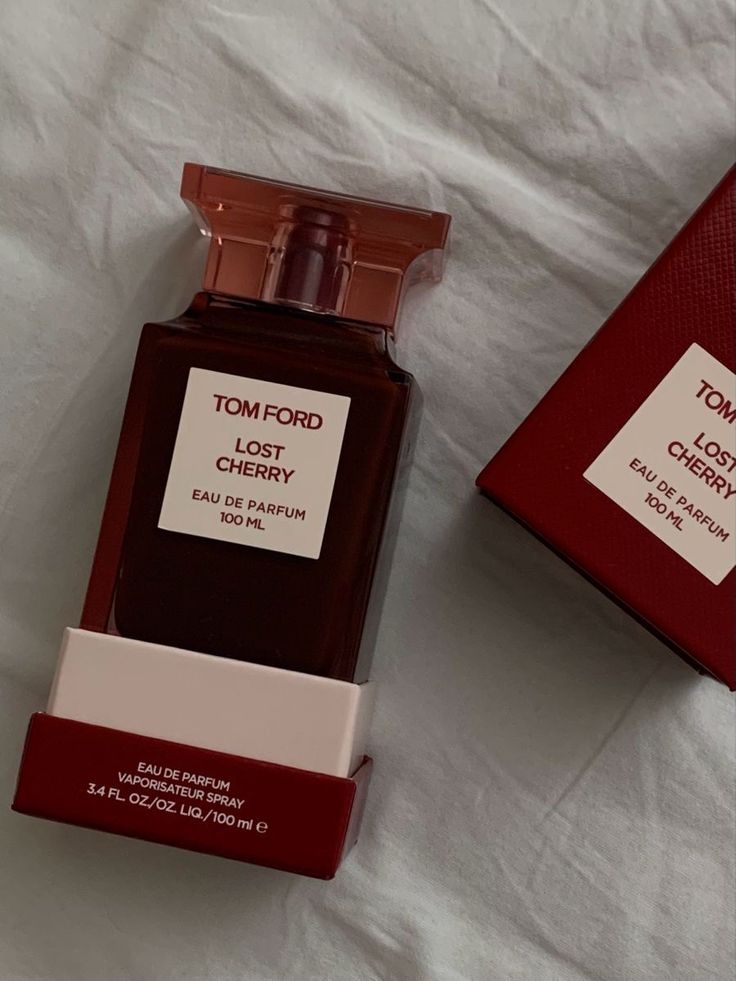 TOM FORD
LOST
CHERRY
EAU DE PARFUM
100 ML
EAU DE PARFUM
VAPORISATEUR SPRAY
3.4 FL. OZ./OZ. LIQ./100 ml ℮
TOM
LOST
CHERRY
EAU DE PARFUM
100 ML